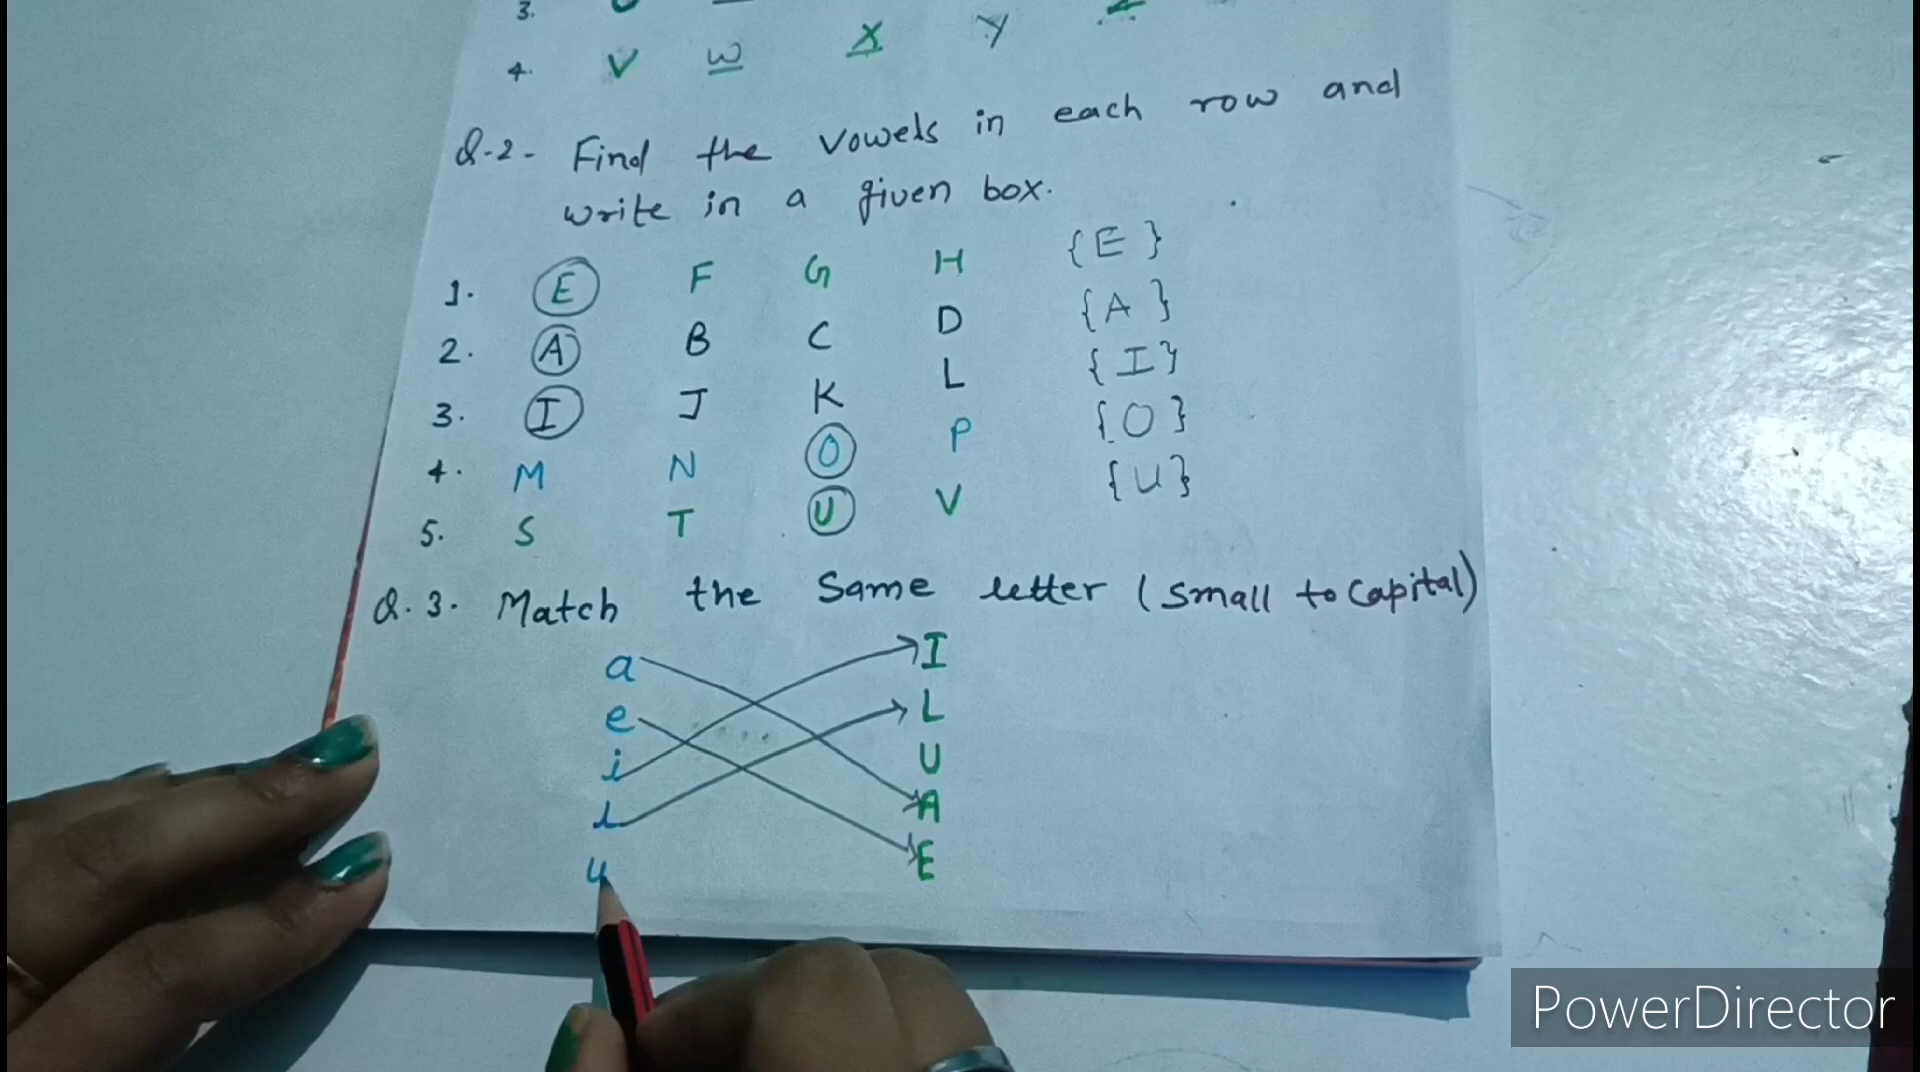 3.
4. V W X Y
Q.2- Find the vowels in each row and
write in a given box.
1. E F G H {E}
2. A B C D {A}
3. I J K L {I}
4. M N O P {O}
5. S T U V {U}
Q.3. Match the Same letter (Small to Capital)
a I
e L
i U
l A
u E
PowerDirector